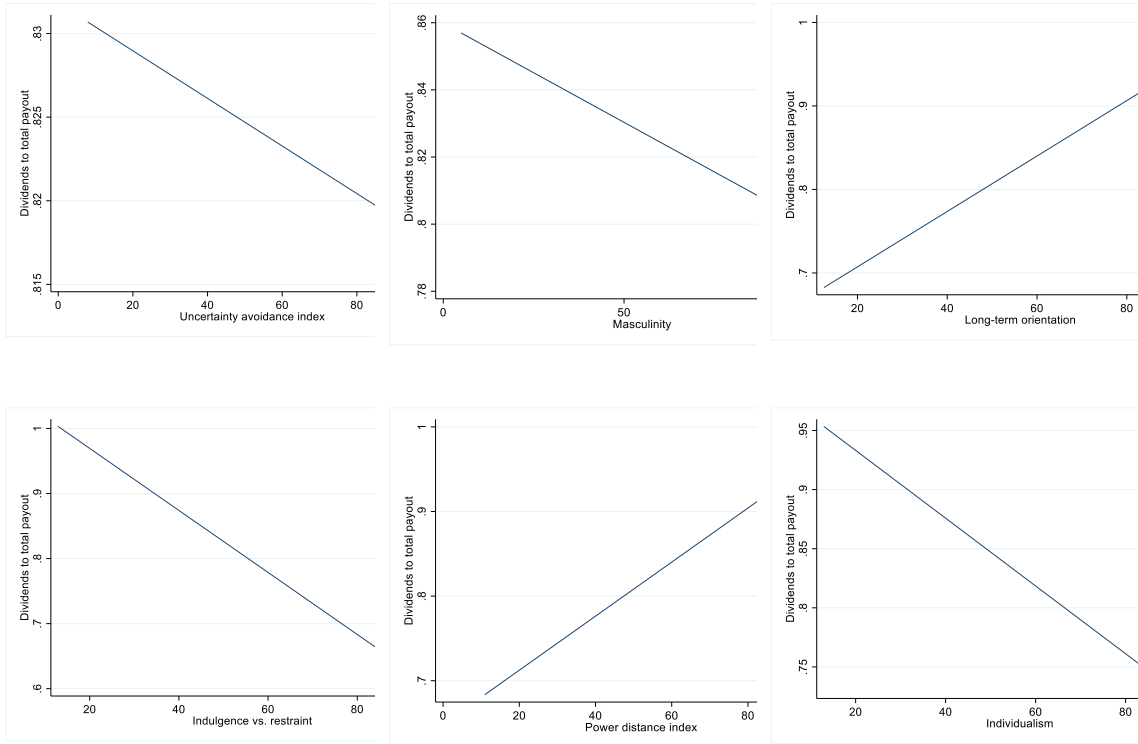 Dividends to total payout
.83
.825
.82
.815
0 20 40 60 80
Uncertainty avoidance index
Dividends to total payout
.86
.84
.82
.8
.78
0 50
Masculinity
Dividends to total payout
1
.9
.8
.7
20 40 60 80
Long-term orientation
Dividends to total payout
1
.9
.8
.7
.6
20 40 60 80
Indulgence vs. restraint
Dividends to total payout
1
.9
.8
.7
0 20 40 60 80
Power distance index
Dividends to total payout
.95
.9
.85
.8
.75
20 40 60 80
Individualism